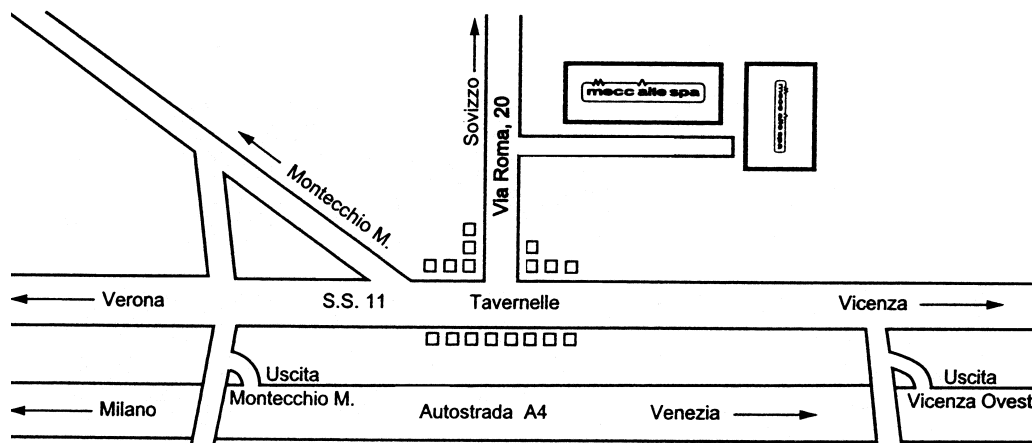 mecc alte spa
mecc alte spa
Sovizzo
Via Roma, 20
Montecchio M.
Verona
S.S. 11
Tavernelle
Vicenza
Uscita
Montecchio M.
Uscita
Vicenza Ovest
Milano
Autostrada A4
Venezia